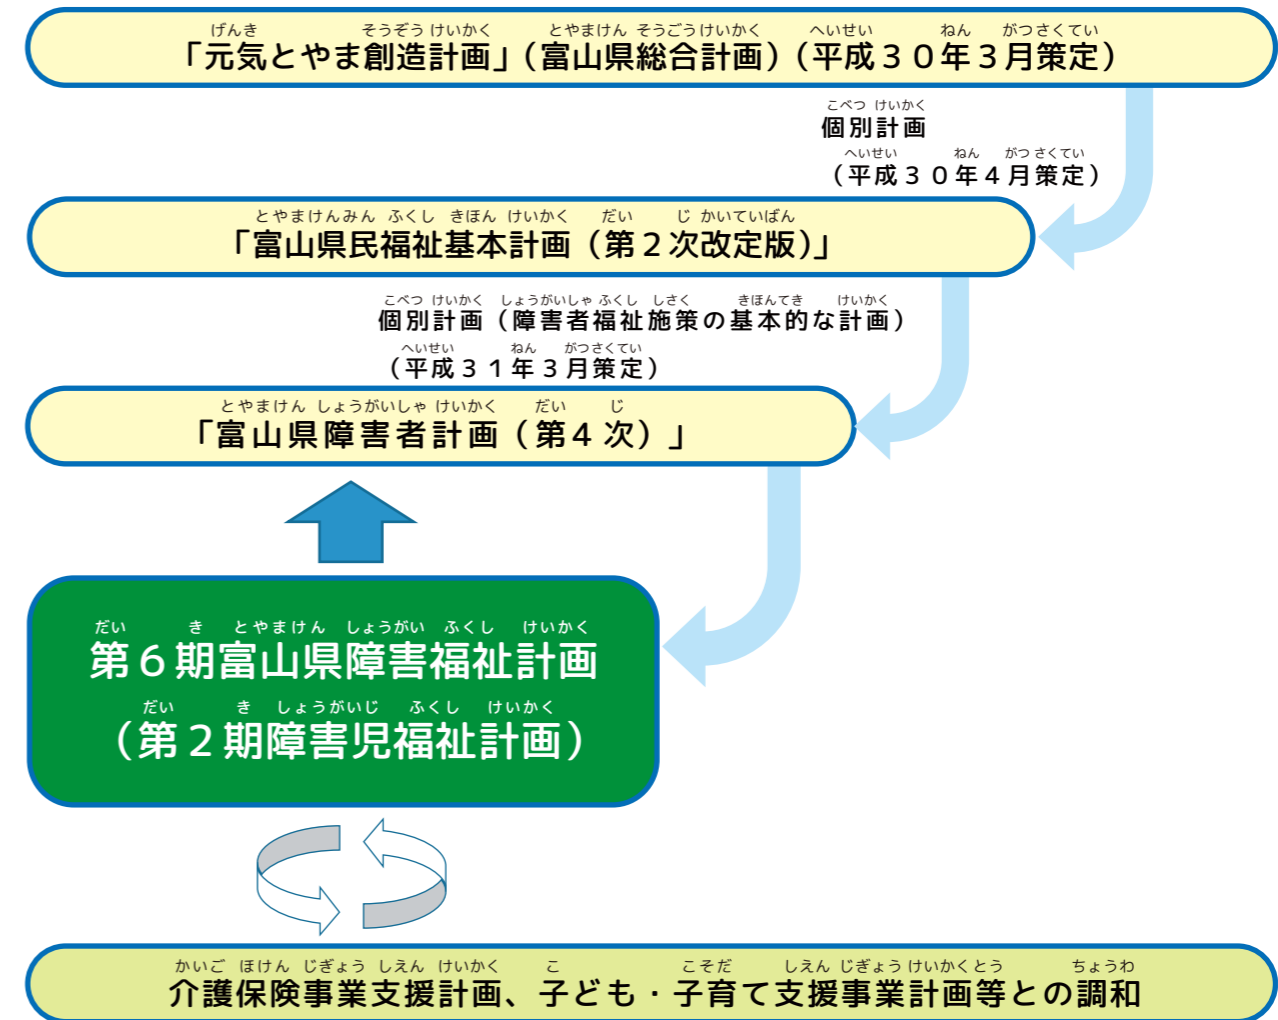 げんき そうぞう けいかく とやまけん そうごうけいかく へいせい ねん がつさくてい
「元気とやま創造計画」（富山県総合計画）（平成３０年３月策定）
こべつ けいかく
個別計画
へいせい ねん がつ さくてい
（平成３０年４月策定）
とやまけんみん ふくし きほん けいかく だい じ かいていばん
「富山県民福祉基本計画（第２次改定版）」
こべつ けいかく しょうがいしゃ ふくし しさく きほんてき けいかく
個別計画（障害者福祉施策の基本的な計画）
へいせい ねん がつさくてい
（平成３１年３月策定）
とやまけん しょうがいしゃ けいかく だい じ
「富山県障害者計画（第４次）」
だい き とやまけん しょうがい ふくし けいかく
第６期富山県障害福祉計画
だい き しょうがいじ ふくし けいかく
（第２期障害児福祉計画）
かいご ほけん じぎょう しえん けいかく こ こそだ しえん じぎょう けいかくとう ちょうわ
介護保険事業支援計画、子ども・子育て支援事業計画等との調和